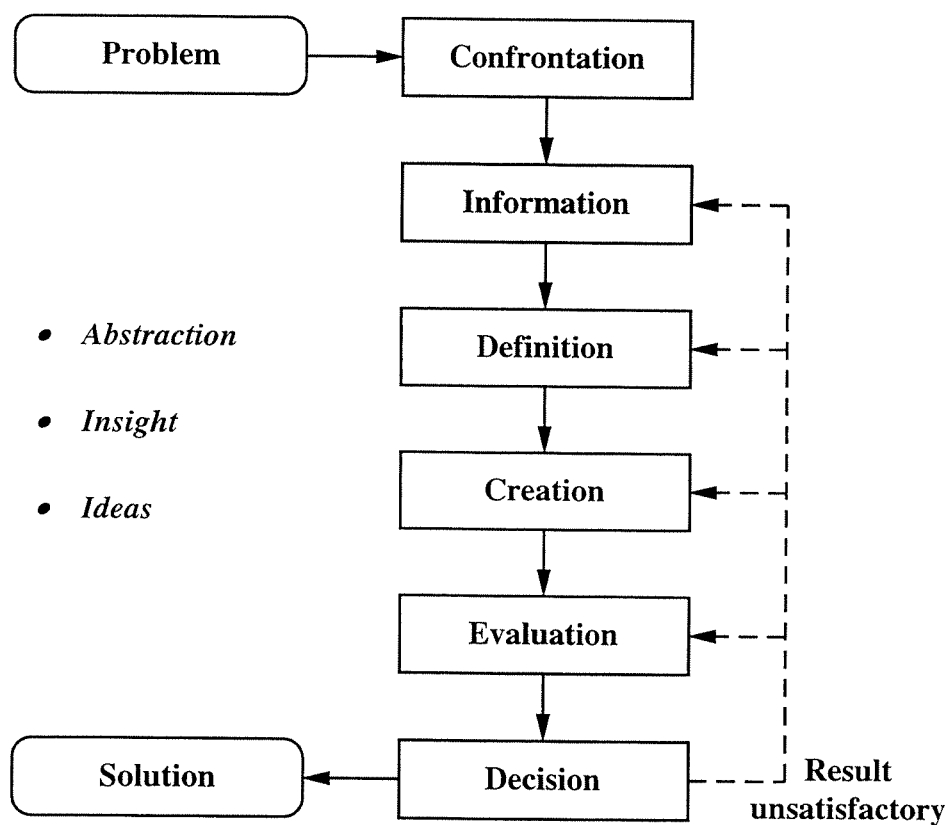 Problem
Confrontation
Information
Definition
Creation
Evaluation
Decision
Solution
Result
unsatisfactory
• Abstraction
• Insight
• Ideas